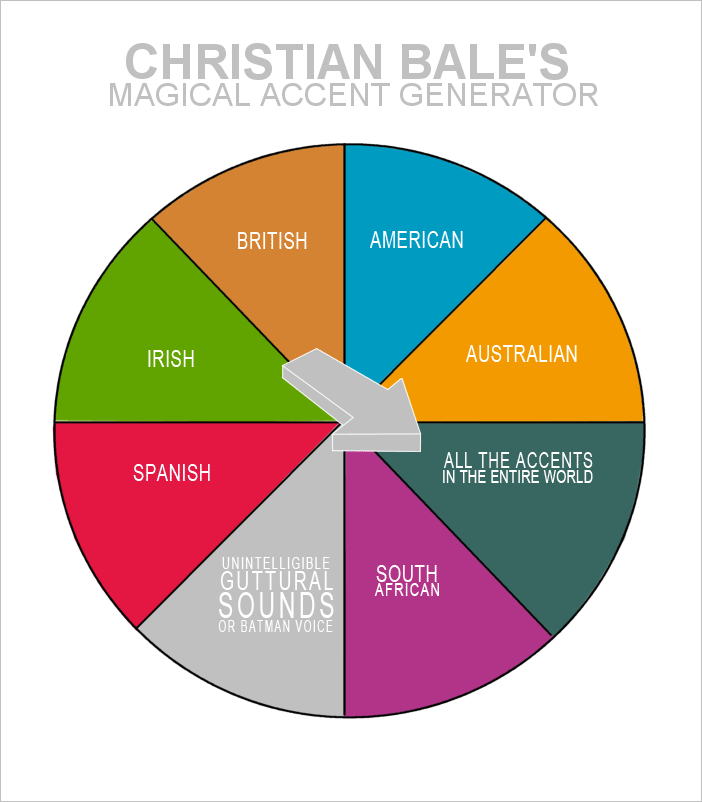 CHRISTIAN BALE'S
MAGICAL ACCENT GENERATOR
BRITISH
AMERICAN
IRISH
AUSTRALIAN
SPANISH
ALL THE ACCENTS
IN THE ENTIRE WORLD
UNINTELLIGIBLE
GUTTURAL
SOUNDS
OR BATMAN VOICE
SOUTH
AFRICAN